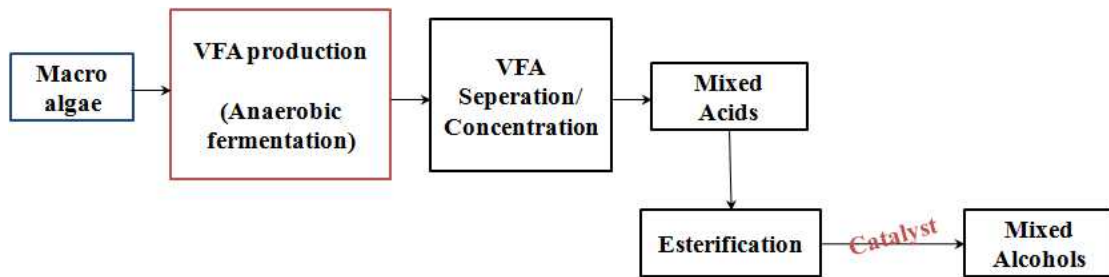 Macro
algae
VFA production
(Anaerobic
fermentation)
VFA
Seperation/
Concentration
Mixed
Acids
Esterification
Catalyst
Mixed
Alcohols